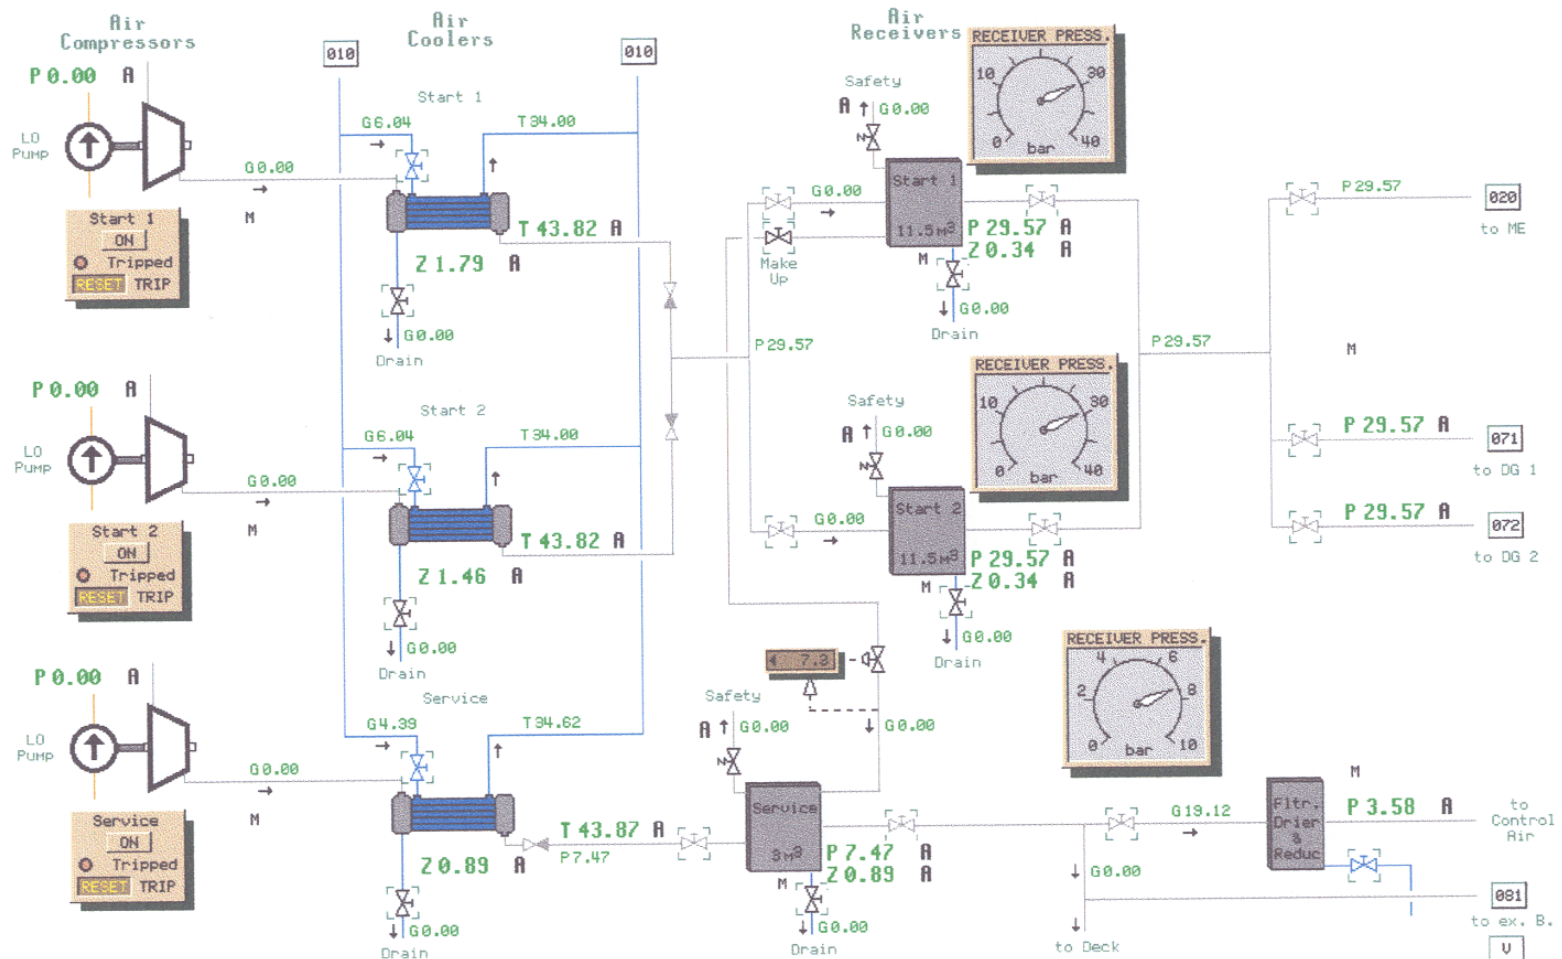 Air
Compressors
Air
Coolers
Air
Receivers
RECEIVER PRESS.
10
30
0
bar
40
010
010
P 0.00 A
LO
Pump
G0.00
M
Start 1
ON
Tripped
RESET TRIP
Start 1
G6.04
T34.00
T 43.82 A
Z 1.79 A
G0.00
Drain
Safety
A
G0.00
G0.00
Make
Up
Start 1
11.5m3
M
P 29.57 A
Z 0.34 A
G0.00
Drain
P29.57
P29.57
P29.57
020
to ME
M
P 0.00 A
LO
Pump
G0.00
M
Start 2
ON
Tripped
RESET TRIP
Start 2
G6.04
T34.00
T 43.82 A
Z 1.46 A
G0.00
Drain
RECEIVER PRESS.
10
30
0
bar
40
Safety
A
G0.00
G0.00
Start 2
11.5m3
M
P 29.57 A
Z 0.34 A
G0.00
Drain
P 29.57 A
071
to DG 1
P 29.57 A
072
to DG 2
P 0.00 A
LO
Pump
G0.00
M
Service
ON
Tripped
RESET TRIP
Service
G4.39
T34.62
T 43.87 A
P7.47
Z 0.89 A
G0.00
Drain
7.3
G0.00
Safety
A
G0.00
Service
3m3
M
P 7.47 A
Z 0.89 A
G0.00
Drain
RECEIVER PRESS.
4
6
2
8
0
bar
10
G19.12
G0.00
to Deck
Fltr.
Drier
&
Reduc
M
P 3.58 A
to
Control
Air
081
to ex. B.
V